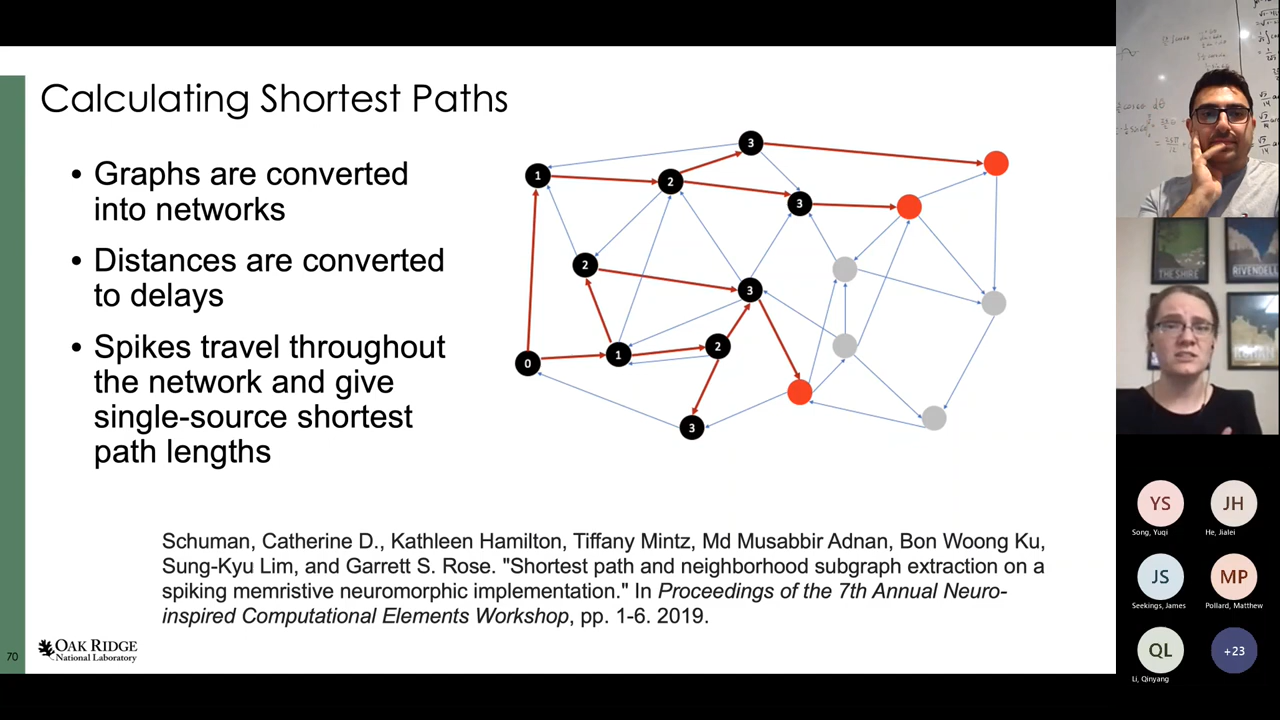 Calculating Shortest Paths
• Graphs are converted
into networks
• Distances are converted
to delays
• Spikes travel throughout
the network and give
single-source shortest
path lengths
3
1
2
3
2
3
2
1
0
3
Schuman, Catherine D., Kathleen Hamilton, Tiffany Mintz, Md Musabbir Adnan, Bon Woong Ku,
Sung-Kyu Lim, and Garrett S. Rose. "Shortest path and neighborhood subgraph extraction on a
spiking memristive neuromorphic implementation." In Proceedings of the 7th Annual Neuro-
inspired Computational Elements Workshop, pp. 1-6. 2019.
70
OAK RIDGE
National Laboratory
THE SHIRE
RIVENDELL
YS
JH
Song, Yuqi
He, Jialei
JS
MP
Seekings, James
Pollard, Matthew
QL
+23
Li, Qinyang